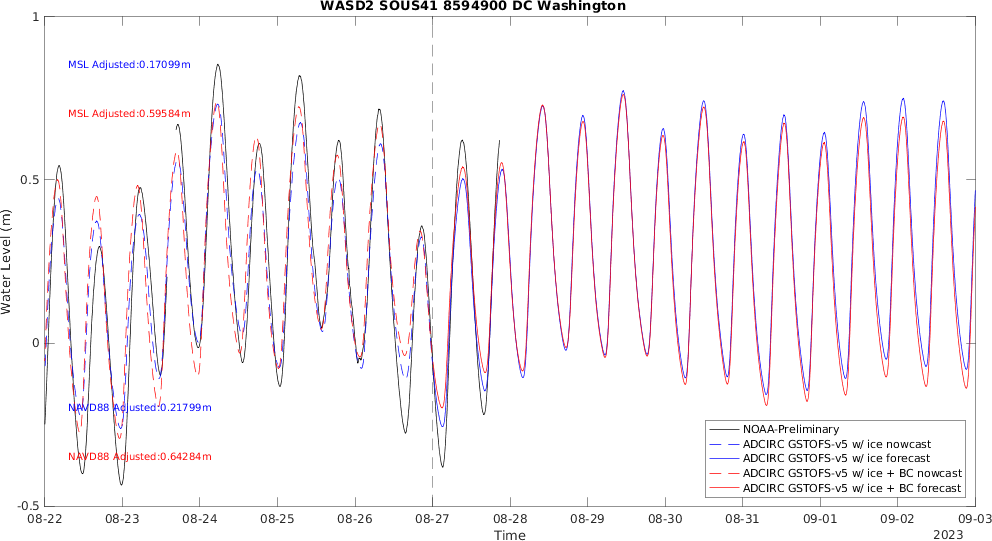 WASD2 SOUS41 8594900 DC Washington
1
MSL Adjusted:0.17099m
MSL Adjusted:0.59584m
0.5
Water Level (m)
0
NAVD88 Adjusted:0.21799m
NAVD88 Adjusted:0.64284m
-0.5
NOAA-Preliminary
ADCIRC GSTOFS-v5 w/ ice nowcast
ADCIRC GSTOFS-v5 w/ ice forecast
ADCIRC GSTOFS-v5 w/ ice + BC nowcast
ADCIRC GSTOFS-v5 w/ ice + BC forecast
08-22 08-23 08-24 08-25 08-26 08-27 08-28 08-29 08-30 08-31 09-01 09-02 09-03
Time
2023